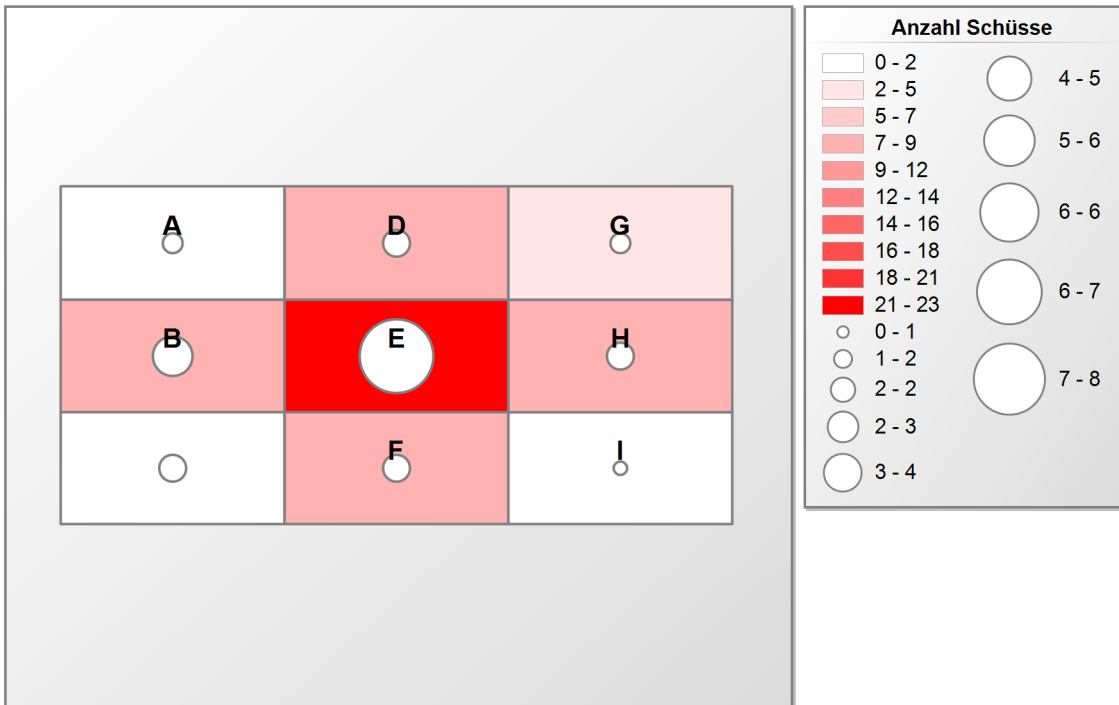 Anzahl Schüsse
0 - 2
2 - 5
5 - 7
7 - 9
9 - 12
12 - 14
14 - 16
16 - 18
18 - 21
21 - 23
0 - 1
1 - 2
2 - 2
2 - 3
3 - 4
4 - 5
5 - 6
6 - 6
6 - 7
7 - 8
A D G
B E H
F I